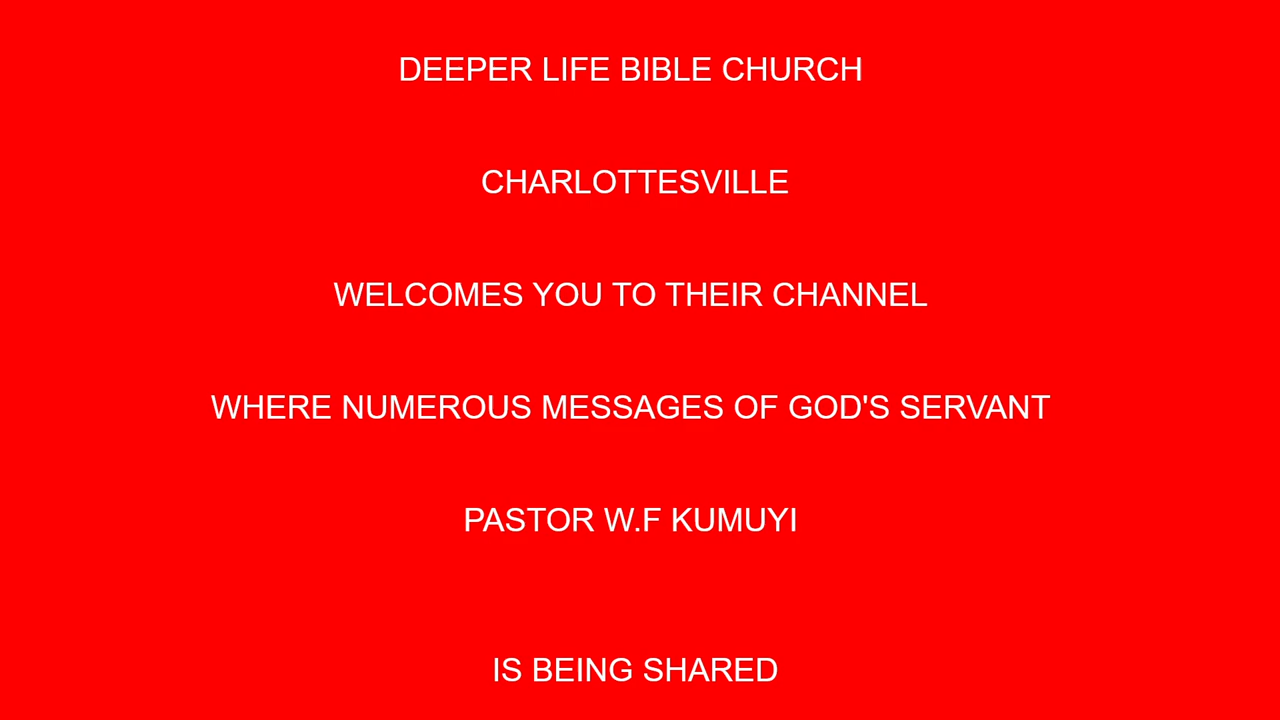 DEEPER LIFE BIBLE CHURCH
CHARLOTTESVILLE
WELCOMES YOU TO THEIR CHANNEL
WHERE NUMEROUS MESSAGES OF GOD'S SERVANT
PASTOR W.F KUMUYI
IS BEING SHARED